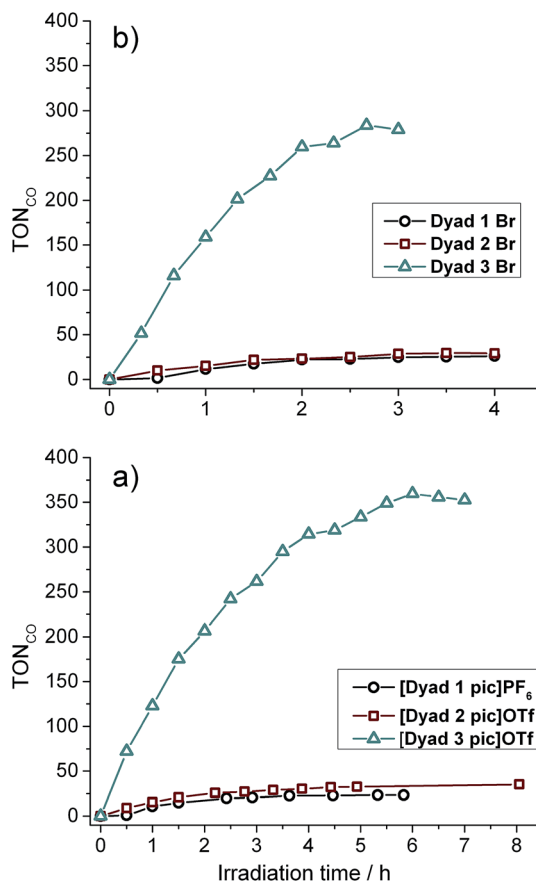 b)
400
350
300
250
200
150
100
50
0
TON_CO
Dyad 1 Br
Dyad 2 Br
Dyad 3 Br
0 1 2 3 4
a)
400
350
300
250
200
150
100
50
0
TON_CO
[Dyad 1 pic]PF₆
[Dyad 2 pic]OTf
[Dyad 3 pic]OTf
0 1 2 3 4 5 6 7 8
Irradiation time / h